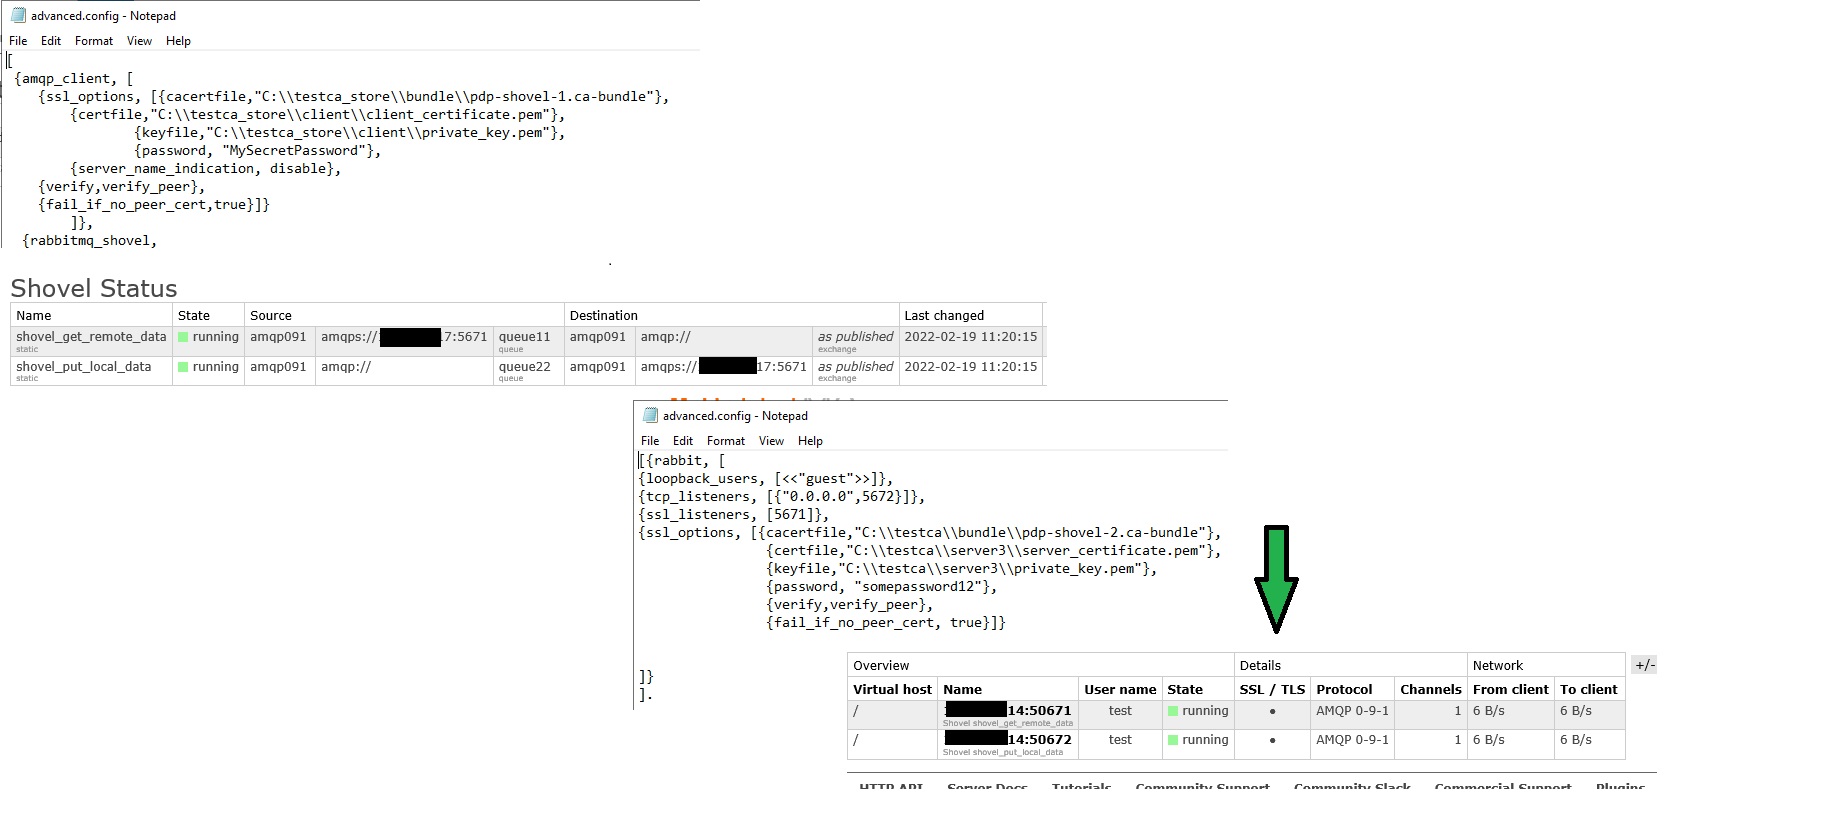 advanced.config - Notepad
File Edit Format View Help
[
{amqp_client, [
{ssl_options, [{cacertfile,"C:\\testca_store\\bundle\\pdp-shovel-1.ca-bundle"},
{certfile,"C:\\testca_store\\client\\client_certificate.pem"},
{keyfile,"C:\\testca_store\\client\\private_key.pem"},
{password, "MySecretPassword"},
{server_name_indication, disable},
{verify,verify_peer},
{fail_if_no_peer_cert,true}]}
]},
{rabbitmq_shovel,
.
Shovel Status
Name State Source Destination Last changed
shovel_get_remote_data running amqp091 amqps:// 7:5671 queue11 amqp091 amqp:// as published 2022-02-19 11:20:15
static queue exchange
shovel_put_local_data running amqp091 amqp:// queue22 amqp091 amqps:// 17:5671 as published 2022-02-19 11:20:15
static queue exchange
advanced.config - Notepad
File Edit Format View Help
[{rabbit, [
{loopback_users, [<<"guest">>]},
{tcp_listeners, [{"0.0.0.0",5672}]},
{ssl_listeners, [5671]},
{ssl_options, [{cacertfile,"C:\\testca\\bundle\\pdp-shovel-2.ca-bundle"},
{certfile,"C:\\testca\\server3\\server_certificate.pem"},
{keyfile,"C:\\testca\\server3\\private_key.pem"},
{password, "somepassword12"},
{verify,verify_peer},
{fail_if_no_peer_cert, true}]}
]}
].
Overview Details Network +/-
Virtual host Name User name State SSL / TLS Protocol Channels From client To client
/ 14:50671 test running ● AMQP 0-9-1 1 6 B/s 6 B/s
Shovel shovel_get_remote_data
/ 14:50672 test running ● AMQP 0-9-1 1 6 B/s 6 B/s
Shovel shovel_put_local_data
HTTP API Server Docs Tutorials Community Support Community Slack Commercial Support Plugins